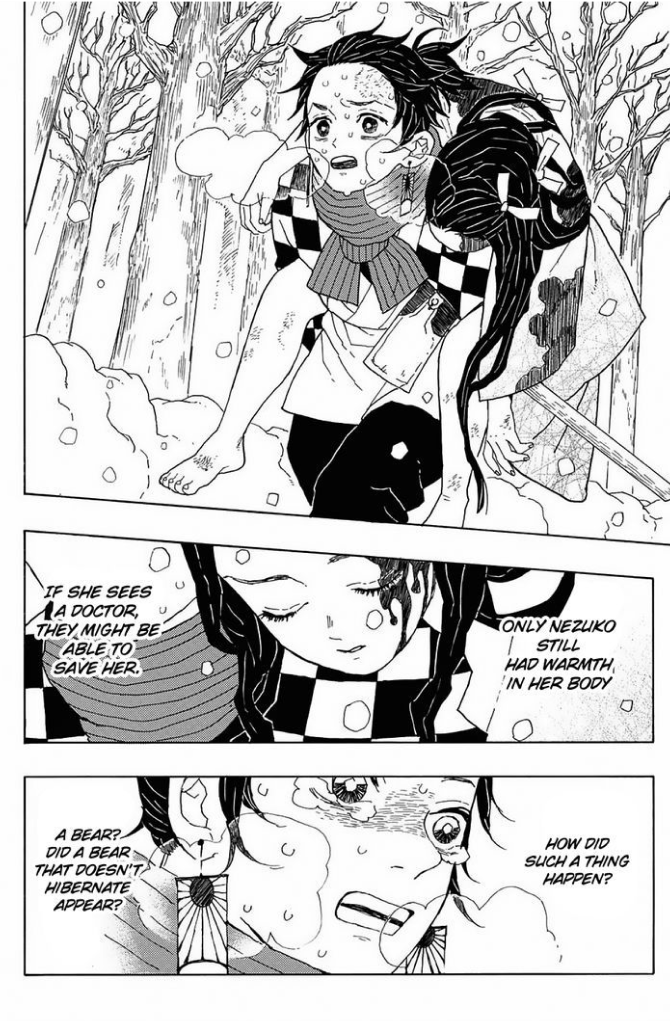 ONLY NEZUKO
STILL
HAD WARMTH
IN HER BODY
IF SHE SEES
A DOCTOR,
THEY MIGHT BE
ABLE TO
SAVE HER.
HOW DID
SUCH A THING
HAPPEN?
A BEAR?
DID A BEAR
THAT DOESN'T
HIBERNATE
APPEAR?